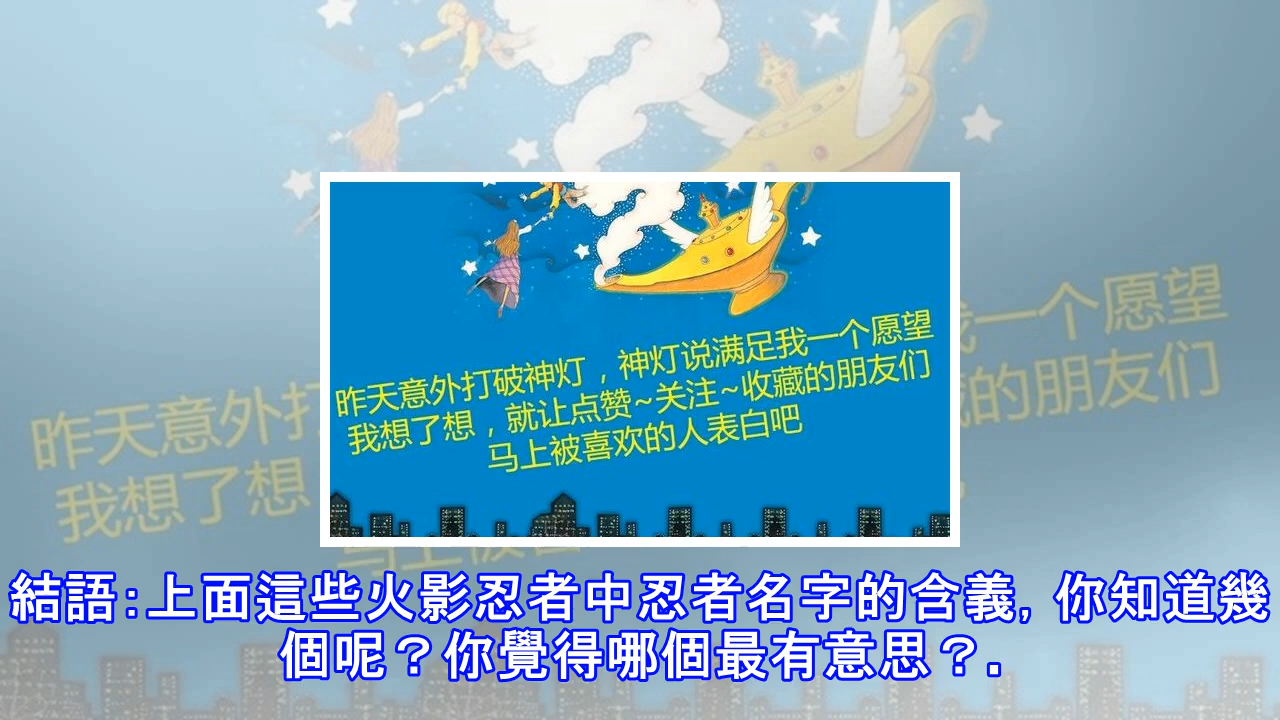 昨天意外打破神灯，神灯说满足我一个愿望
我想了想，就让点赞~关注~收藏的朋友们
马上被喜欢的人表白吧
結語:上面這些火影忍者中忍者名字的含義, 你知道幾
個呢？你覺得哪個最有意思？.